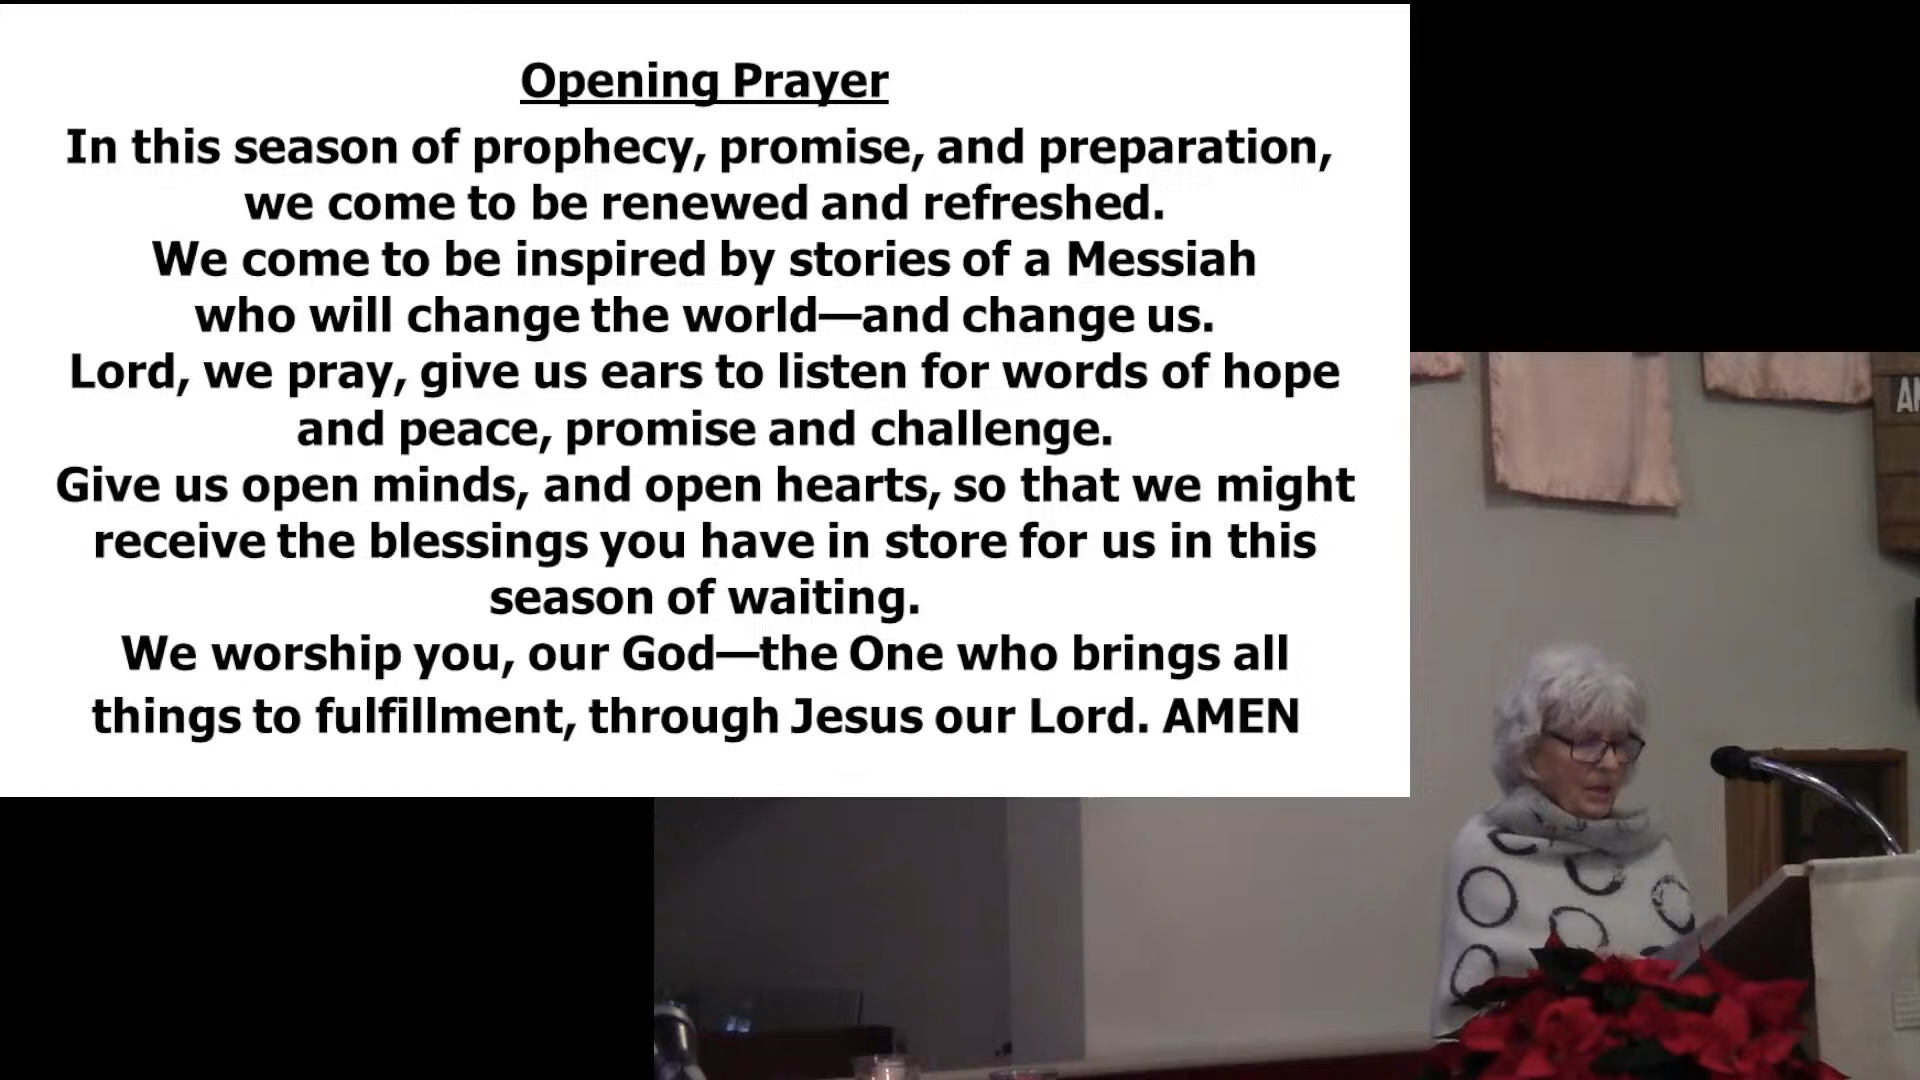 Opening Prayer
In this season of prophecy, promise, and preparation,
we come to be renewed and refreshed.
We come to be inspired by stories of a Messiah
who will change the world—and change us.
Lord, we pray, give us ears to listen for words of hope
and peace, promise and challenge.
Give us open minds, and open hearts, so that we might
receive the blessings you have in store for us in this
season of waiting.
We worship you, our God—the One who brings all
things to fulfillment, through Jesus our Lord. AMEN